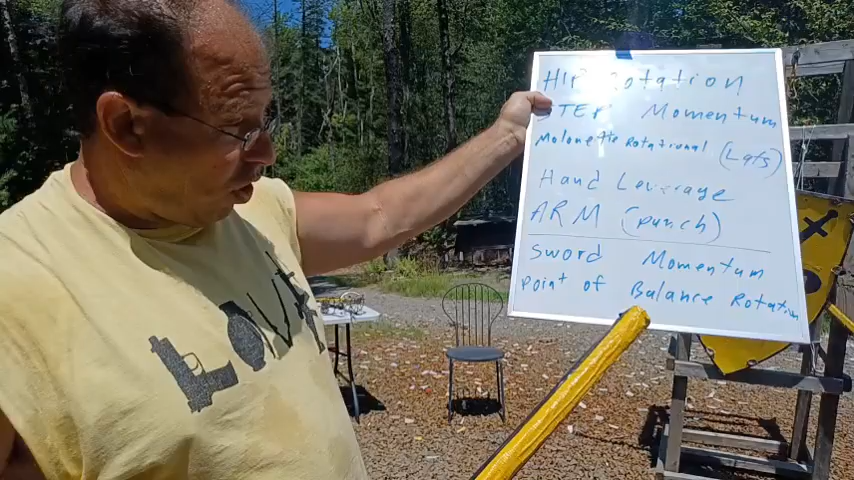 HIP Rotation
STEP Momentum
Molonette Rotational (Lats)
Hand Leverage
ARM (punch)
Sword Momentum
Point of Balance Rotation